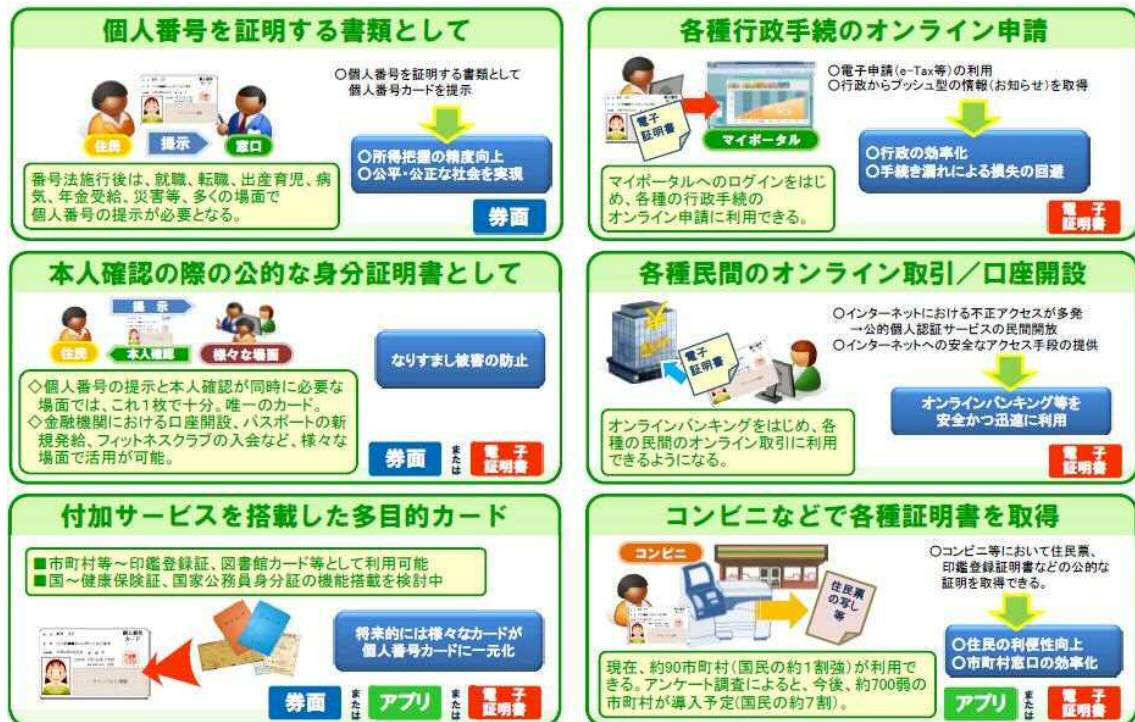 個人番号を証明する書類として
住民
提示
窓口
○個人番号を証明する書類として
個人番号カードを提示
○所得把握の精度向上
○公平・公正な社会を実現
番号法施行後は、就職、転職、出産育児、病
気、年金受給、災害等、多くの場面で
個人番号の提示が必要となる。
券面
各種行政手続のオンライン申請
電子
証明書
マイポータル
○電子申請(e-Tax等)の利用
○行政からプッシュ型の情報(お知らせ)を取得
○行政の効率化
○手続き漏れによる損失の回避
マイポータルへのログインをはじ
め、各種の行政手続の
オンライン申請に利用できる。
電子
証明書
本人確認の際の公的な身分証明書として
提示
住民
本人確認
様々な場面
なりすまし被害の防止
◇個人番号の提示と本人確認が同時に必要な
場面では、これ1枚で十分。唯一のカード。
◇金融機関における口座開設、パスポートの新
規発給、フィットネスクラブの入会など、様々な
場面で活用が可能。
券面
または
電子
証明書
各種民間のオンライン取引/口座開設
電子
証明書
○インターネットにおける不正アクセスが多発
→公的個人認証サービスの民間開放
○インターネットへの安全なアクセス手段の提供
オンラインバンキング等を
安全かつ迅速に利用
オンラインバンキングをはじめ、各
種の民間のオンライン取引に利用
できるようになる。
電子
証明書
付加サービスを搭載した多目的カード
■市町村等~印鑑登録証、図書館カード等として利用可能
■国~健康保険証、国家公務員身分証の機能搭載を検討中
個人番号
カード
将来的には様々なカードが
個人番号カードに一元化
券面
または
アプリ
または
電子
証明書
コンビニなどで各種証明書を取得
コンビニ
住民票
の写し
等
○コンビニ等において住民票、
印鑑登録証明書などの公的な
証明を取得できる。
○住民の利便性向上
○市町村窓口の効率化
現在、約90市町村(国民の約1割強)が利用で
きる。アンケート調査によると、今後、約700弱の
市町村が導入予定(国民の約7割)。
アプリ
または
電子
証明書